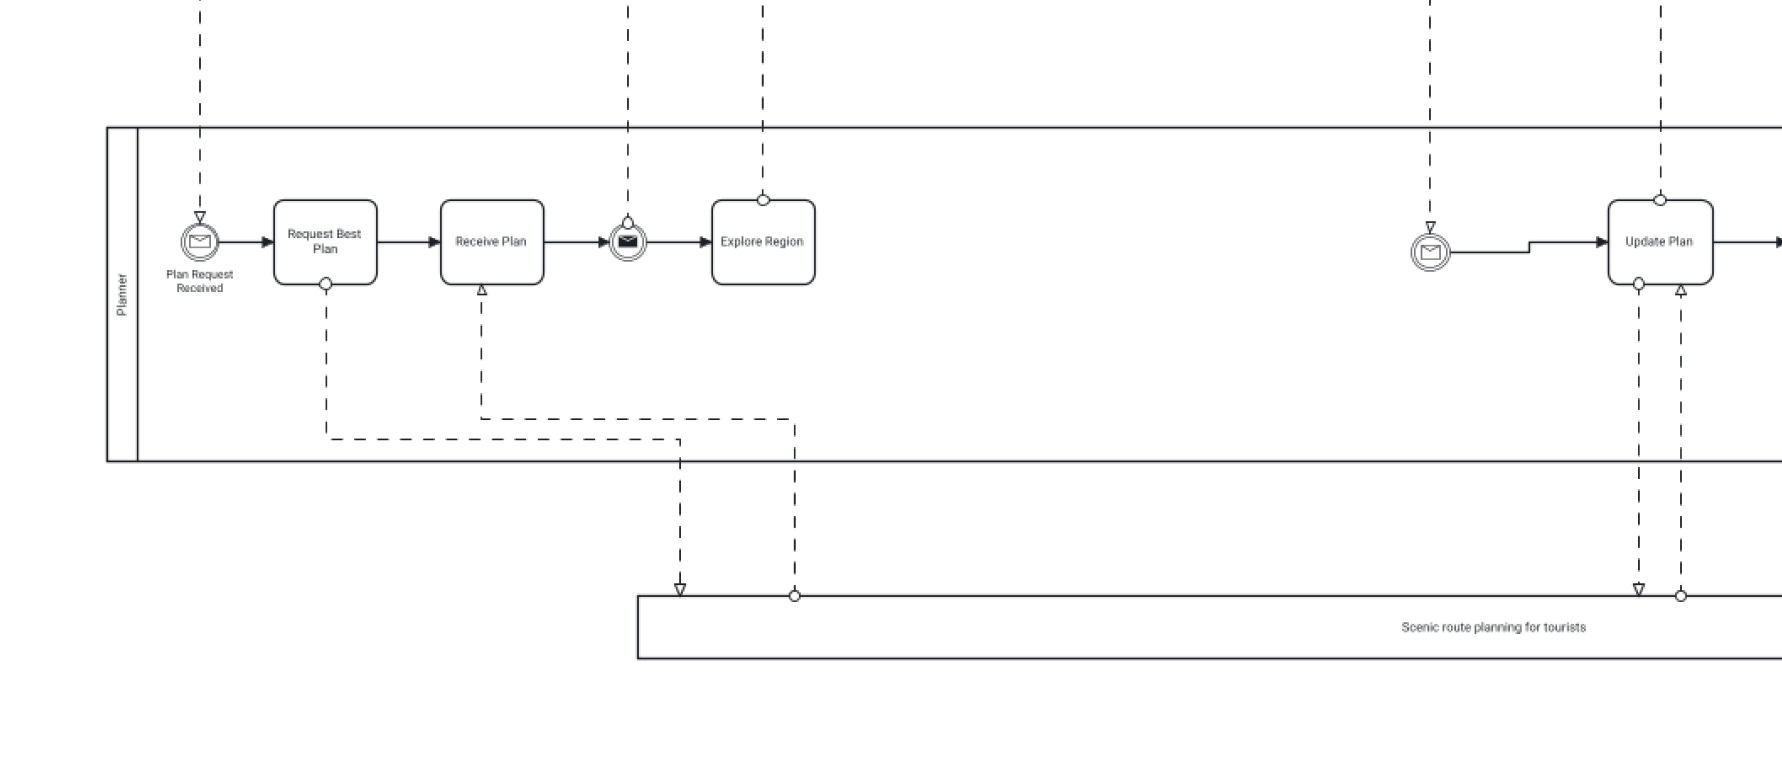 Planner
Plan Request
Received
Request Best
Plan
Receive Plan
Explore Region
Update Plan
Scenic route planning for tourists